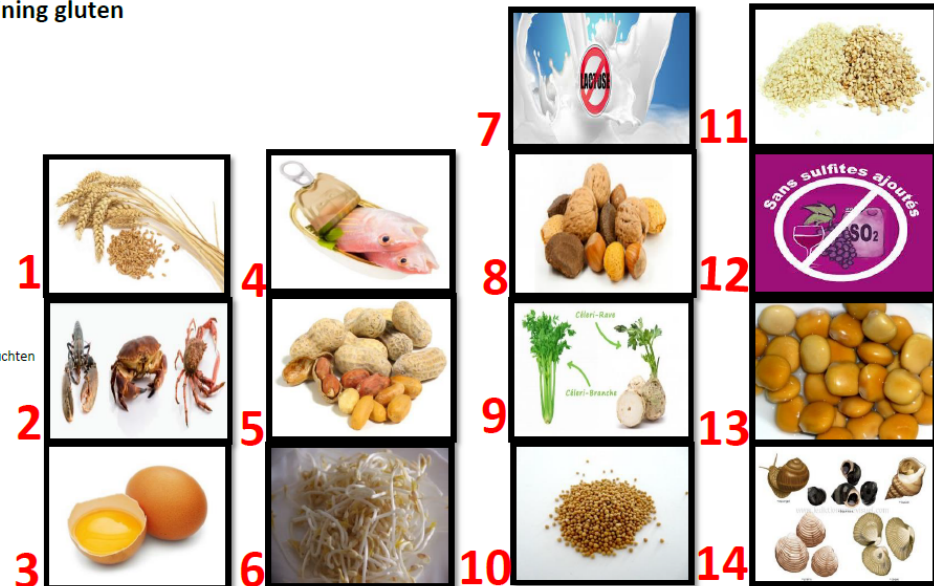 ning gluten
7
LACTOSE
11
1
4
8
Sans sulfites ajoutés
SO₂
12
chten
2
5
9
Céleri-Rave
Céleri-Branche
13
3
6
10
14